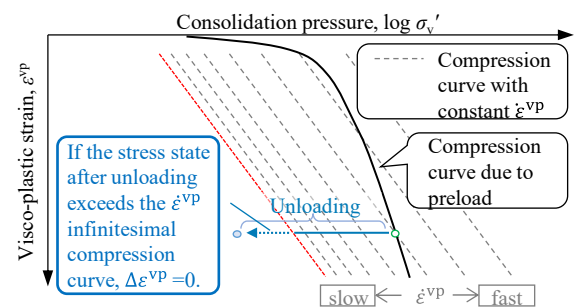 Consolidation pressure, log σᵥ′
Visco-plastic strain, εᵛᵖ
Compression
curve with
constant ε̇ᵛᵖ
Compression
curve due to
preload
If the stress state
after unloading
exceeds the ε̇ᵛᵖ
infinitesimal
compression
curve, Δεᵛᵖ =0.
Unloading
slow
ε̇ᵛᵖ
fast